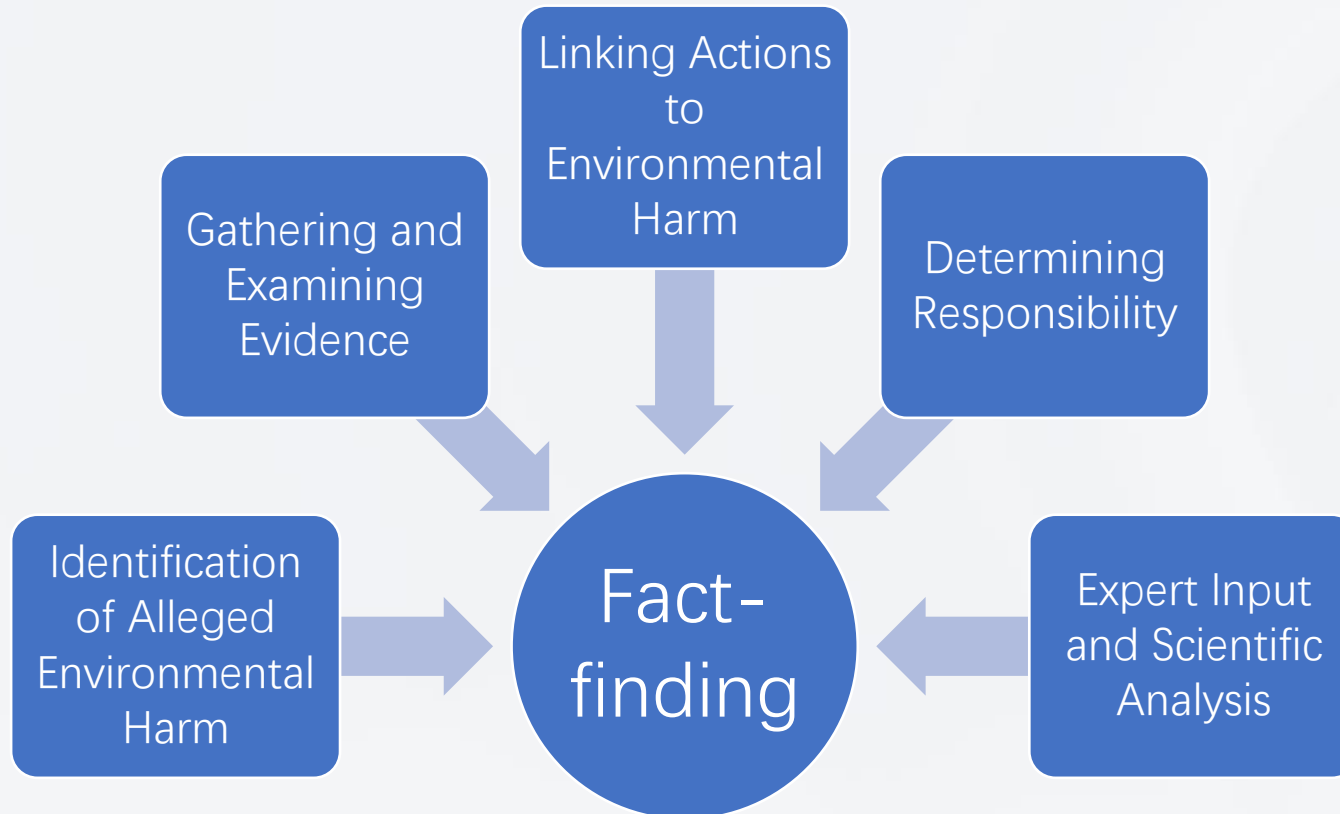 Identification
of Alleged
Environmental
Harm
Gathering and
Examining
Evidence
Linking Actions
to
Environmental
Harm
Determining
Responsibility
Expert Input
and Scientific
Analysis
Fact-
finding